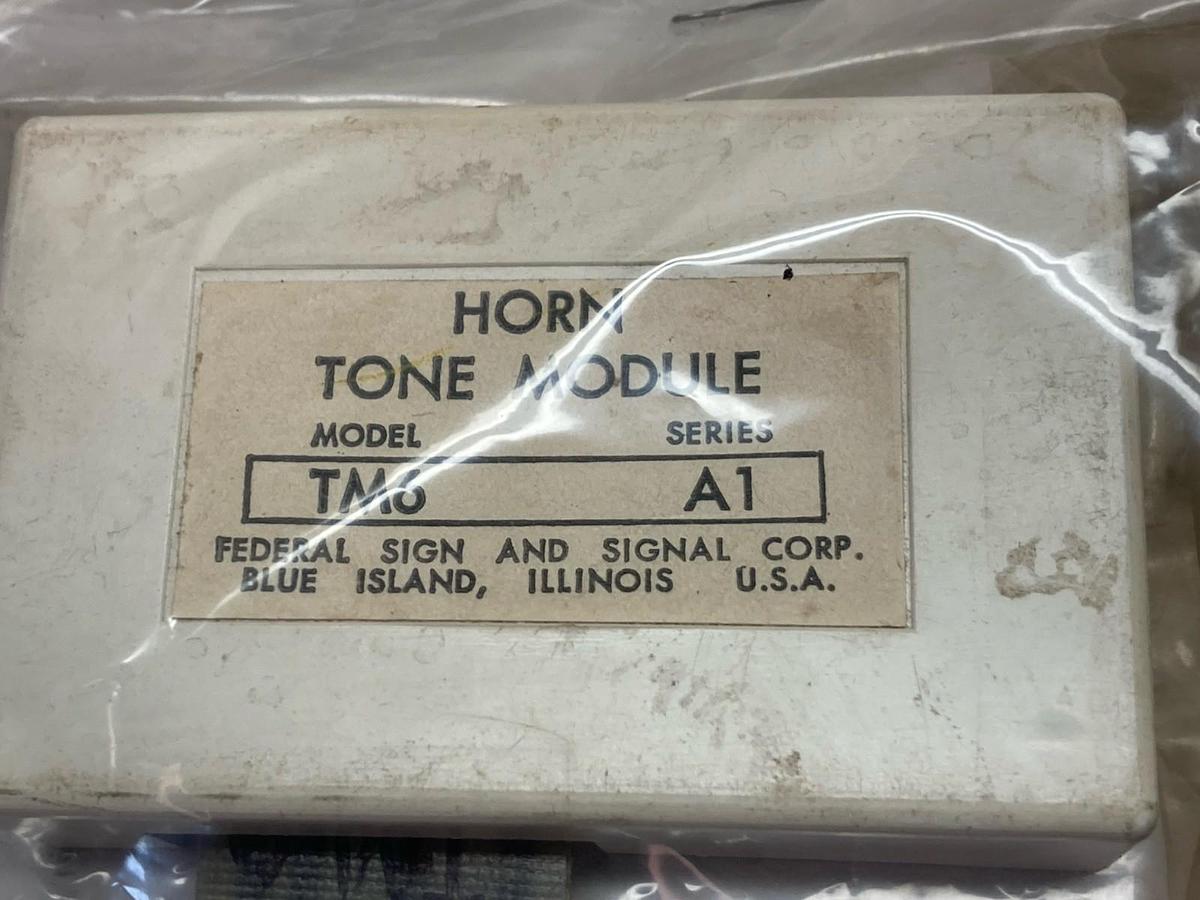 HORN
TONE MODULE
MODEL SERIES
TM6 A1
FEDERAL SIGN AND SIGNAL CORP.
BLUE ISLAND, ILLINOIS U.S.A.